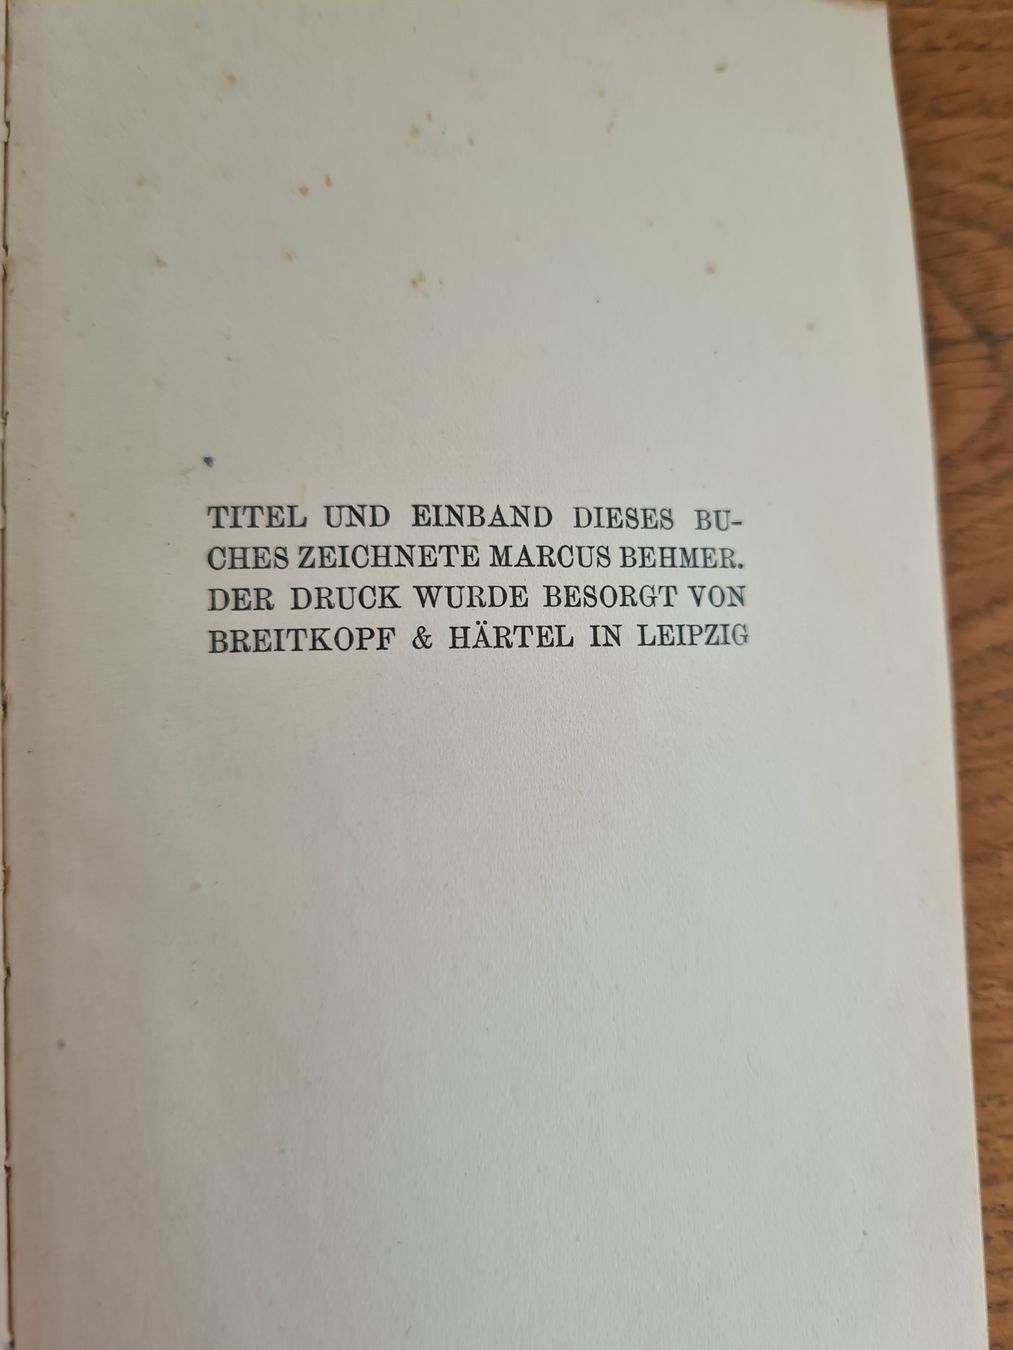 TITEL UND EINBAND DIESES BU-
CHES ZEICHNETE MARCUS BEHMER.
DER DRUCK WURDE BESORGT VON
BREITKOPF & HÄRTEL IN LEIPZIG